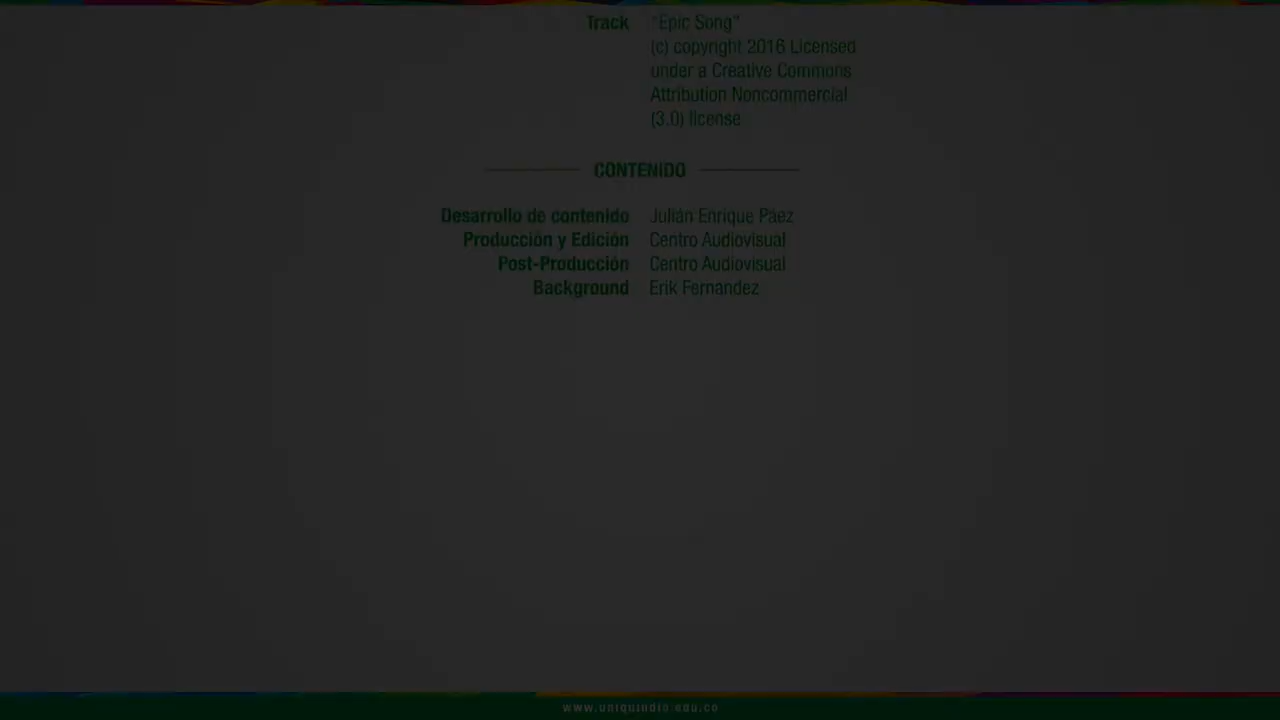 Track "Epic Song"
(c) copyright 2016 Licensed
under a Creative Commons
Attribution Noncommercial
(3.0) license
CONTENIDO
Desarrollo de contenido Julián Enrique Páez
Producción y Edición Centro Audiovisual
Post-Producción Centro Audiovisual
Background Erik Fernandez
www.uniquindio.edu.co